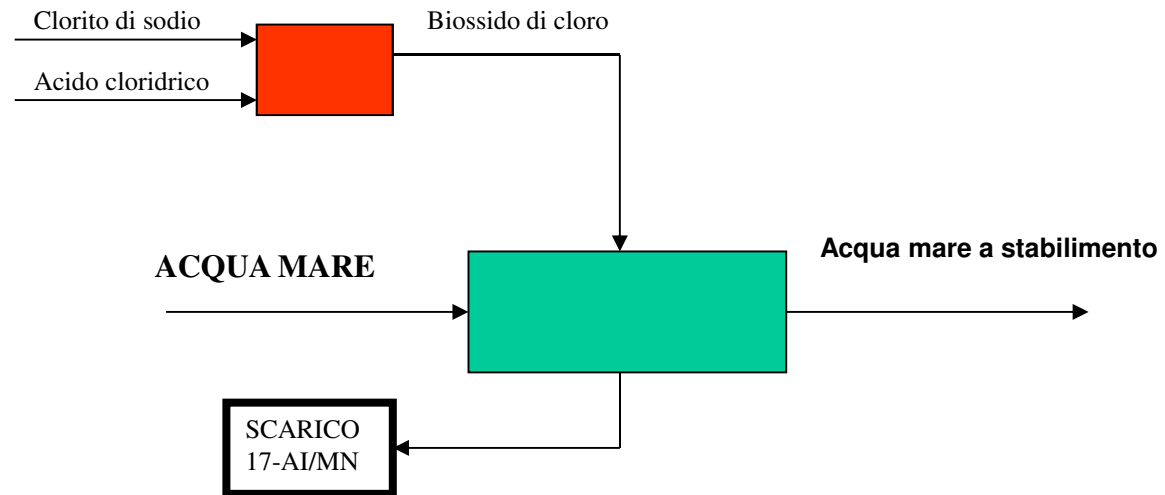 Clorito di sodio
Biossido di cloro
Acido cloridrico
Acqua mare a stabilimento
ACQUA MARE
SCARICO
17-AI/MN